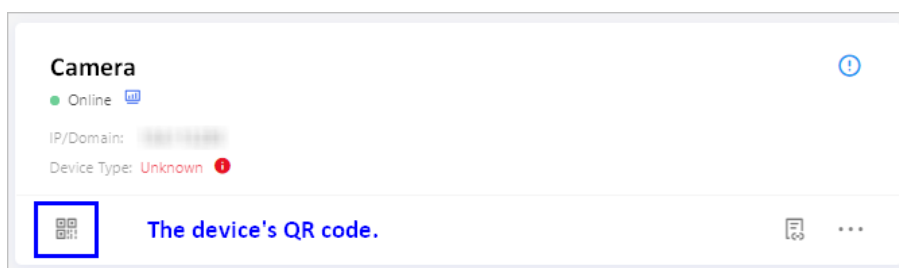 Camera
Online
IP/Domain:
Device Type: Unknown
The device's QR code.